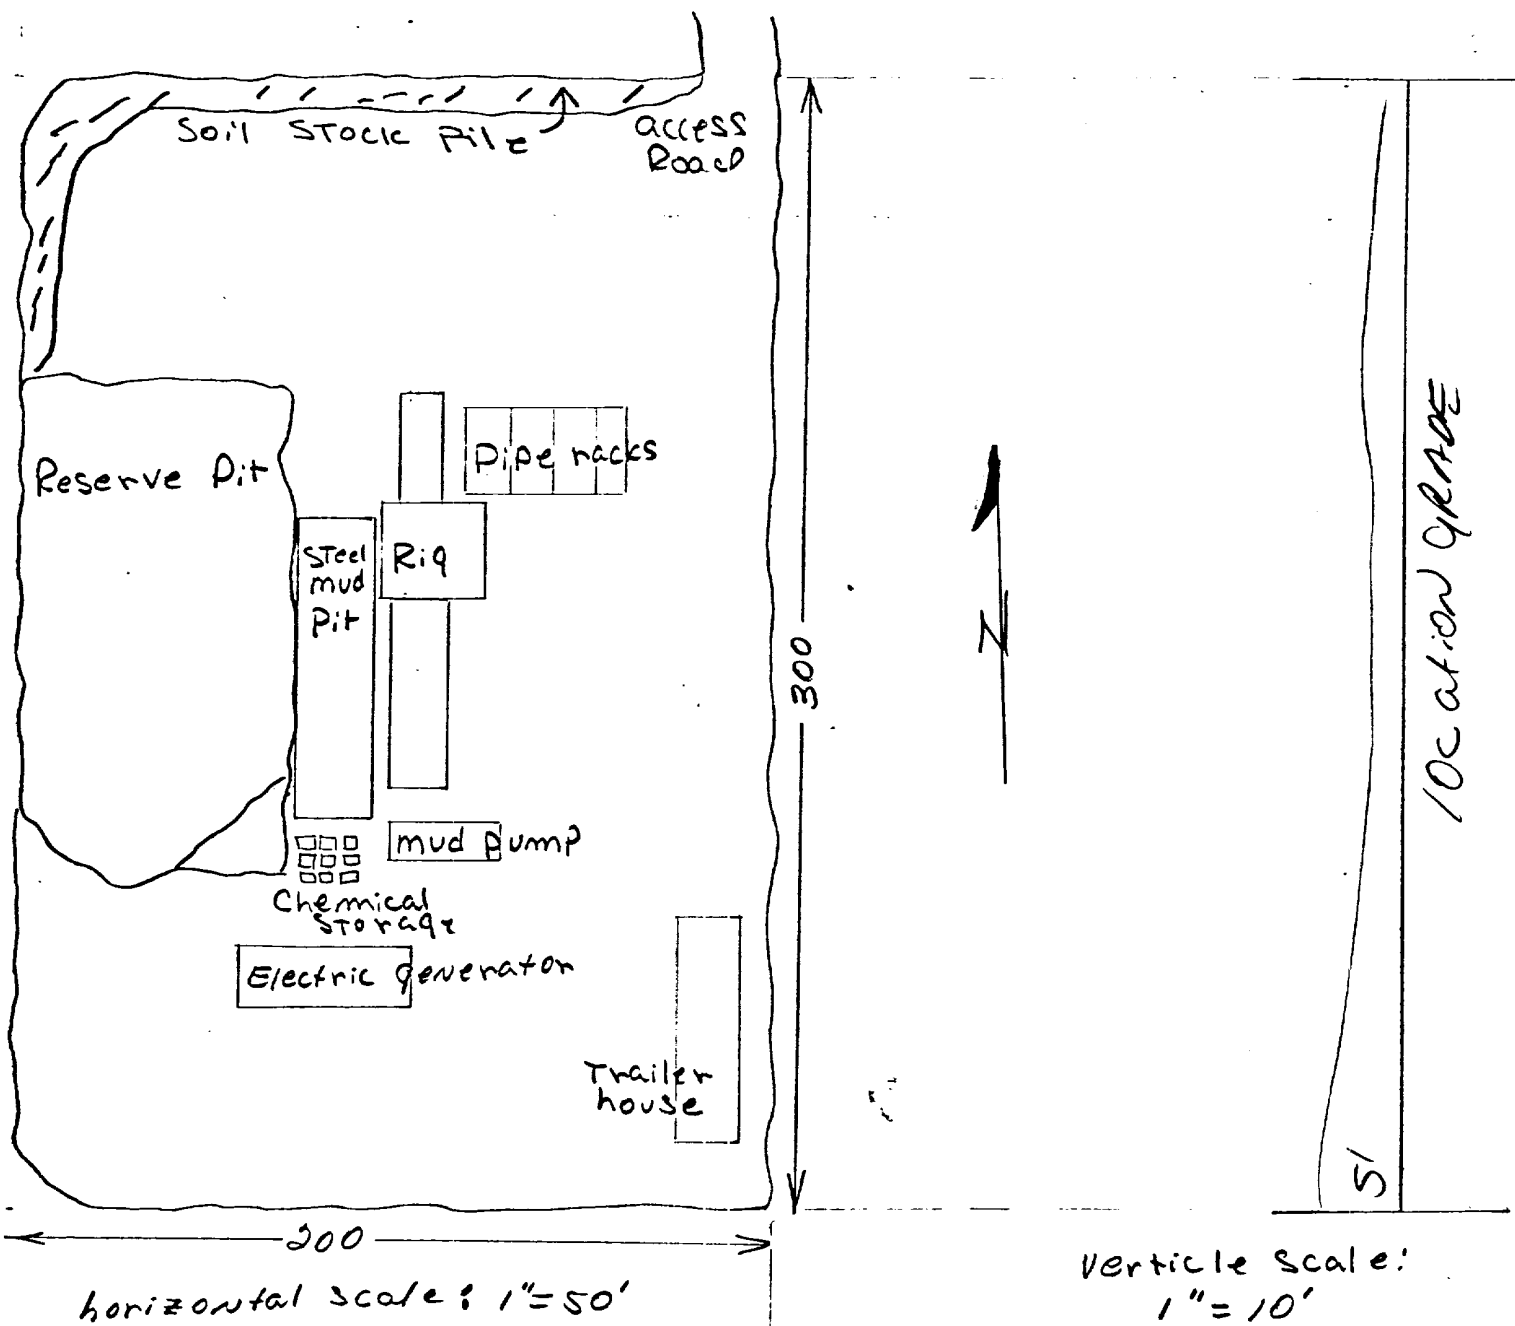 Soil Stock Pile
access
Road
Reserve Pit
Pipe racks
Steel
mud
Pit
Rig
300
N
location GRADE
mud pump
Chemical
Storage
Electric generator
Trailer
house
5'
200
horizontal scale: 1"=50'
verticle scale:
1"=10'